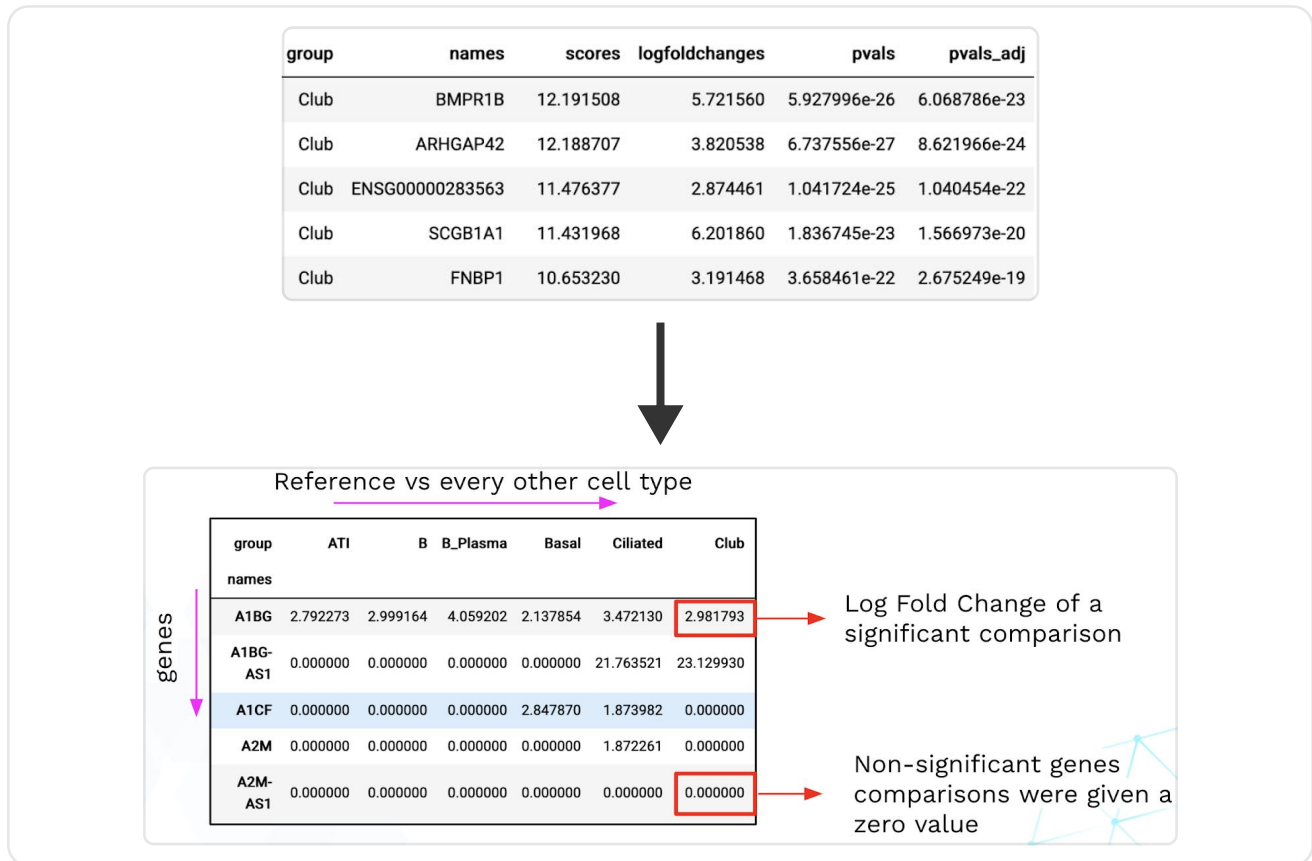 group names scores logfoldchanges pvals pvals_adj
Club BMPR1B 12.191508 5.721560 5.927996e-26 6.068786e-23
Club ARHGAP42 12.188707 3.820538 6.737556e-27 8.621966e-24
Club ENSG00000283563 11.476377 2.874461 1.041724e-25 1.040454e-22
Club SCGB1A1 11.431968 6.201860 1.836745e-23 1.566973e-20
Club FNBP1 10.653230 3.191468 3.658461e-22 2.675249e-19
Reference vs every other cell type
genes
group ATI B B_Plasma Basal Ciliated Club
names
A1BG 2.792273 2.999164 4.059202 2.137854 3.472130 2.981793
A1BG-
AS1 0.000000 0.000000 0.000000 0.000000 21.763521 23.129930
A1CF 0.000000 0.000000 0.000000 2.847870 1.873982 0.000000
A2M 0.000000 0.000000 0.000000 0.000000 1.872261 0.000000
A2M-
AS1 0.000000 0.000000 0.000000 0.000000 0.000000 0.000000
Log Fold Change of a
significant comparison
Non-significant genes
comparisons were given a
zero value